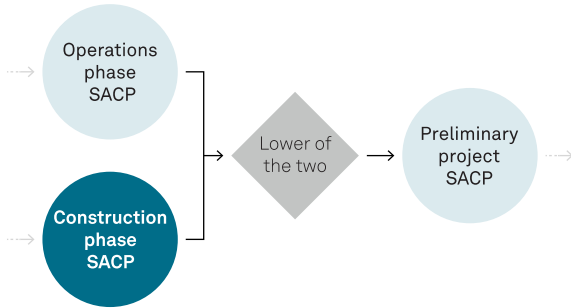 Operations
phase
SACP
Construction
phase
SACP
Lower of
the two
Preliminary
project
SACP